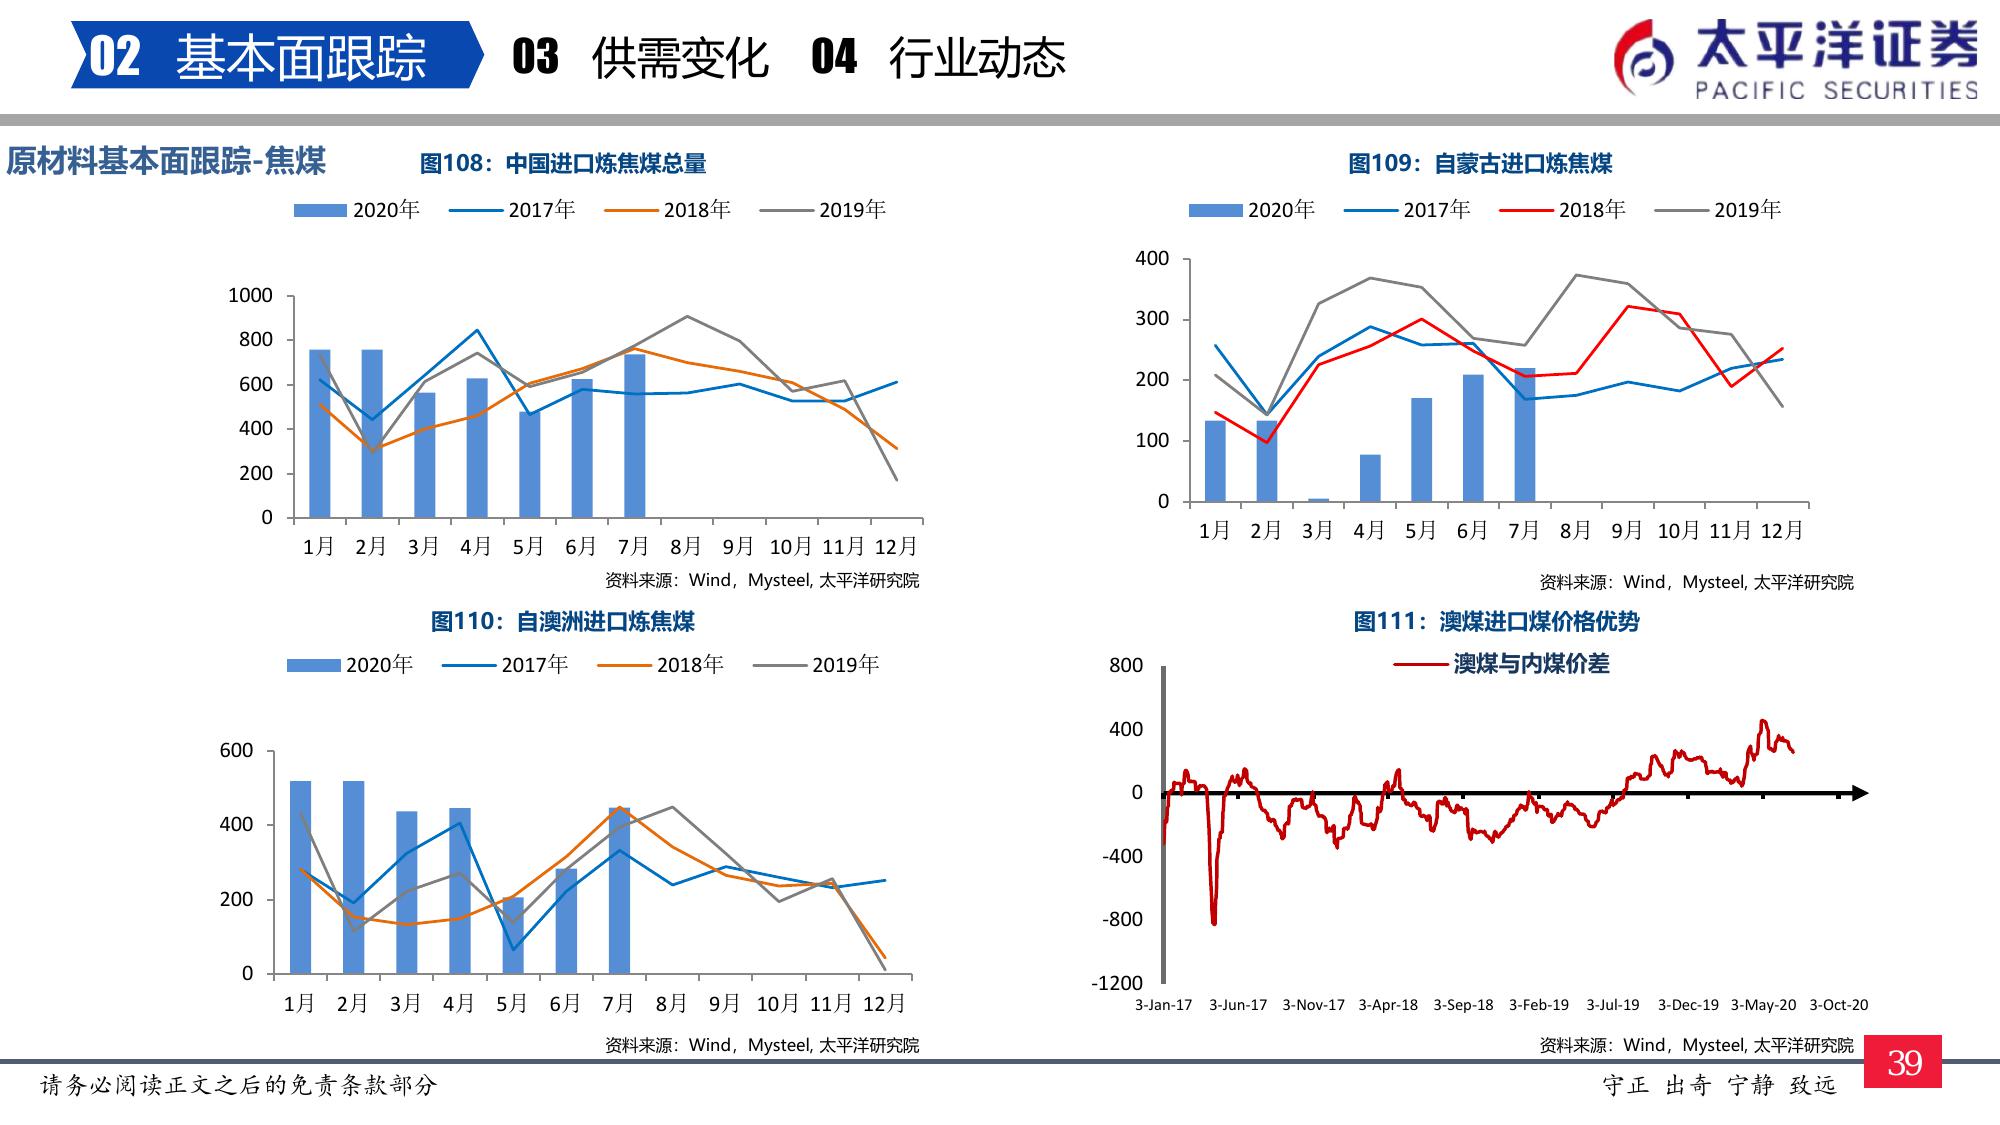 02 基本面跟踪 03 供需变化 04 行业动态
太平洋证券
PACIFIC SECURITIES
原材料基本面跟踪-焦煤
图108：中国进口炼焦煤总量
2020年 2017年 2018年 2019年
1000
800
600
400
200
0
1月 2月 3月 4月 5月 6月 7月 8月 9月 10月 11月 12月
资料来源：Wind，Mysteel, 太平洋研究院
图109：自蒙古进口炼焦煤
2020年 2017年 2018年 2019年
400
300
200
100
0
1月 2月 3月 4月 5月 6月 7月 8月 9月 10月 11月 12月
资料来源：Wind，Mysteel, 太平洋研究院
图110：自澳洲进口炼焦煤
2020年 2017年 2018年 2019年
600
400
200
0
1月 2月 3月 4月 5月 6月 7月 8月 9月 10月 11月 12月
资料来源：Wind，Mysteel, 太平洋研究院
图111：澳煤进口煤价格优势
澳煤与内煤价差
800
400
0
-400
-800
-1200
3-Jan-17 3-Jun-17 3-Nov-17 3-Apr-18 3-Sep-18 3-Feb-19 3-Jul-19 3-Dec-19 3-May-20 3-Oct-20
资料来源：Wind，Mysteel, 太平洋研究院
请务必阅读正文之后的免责条款部分
守正 出奇 宁静 致远
39